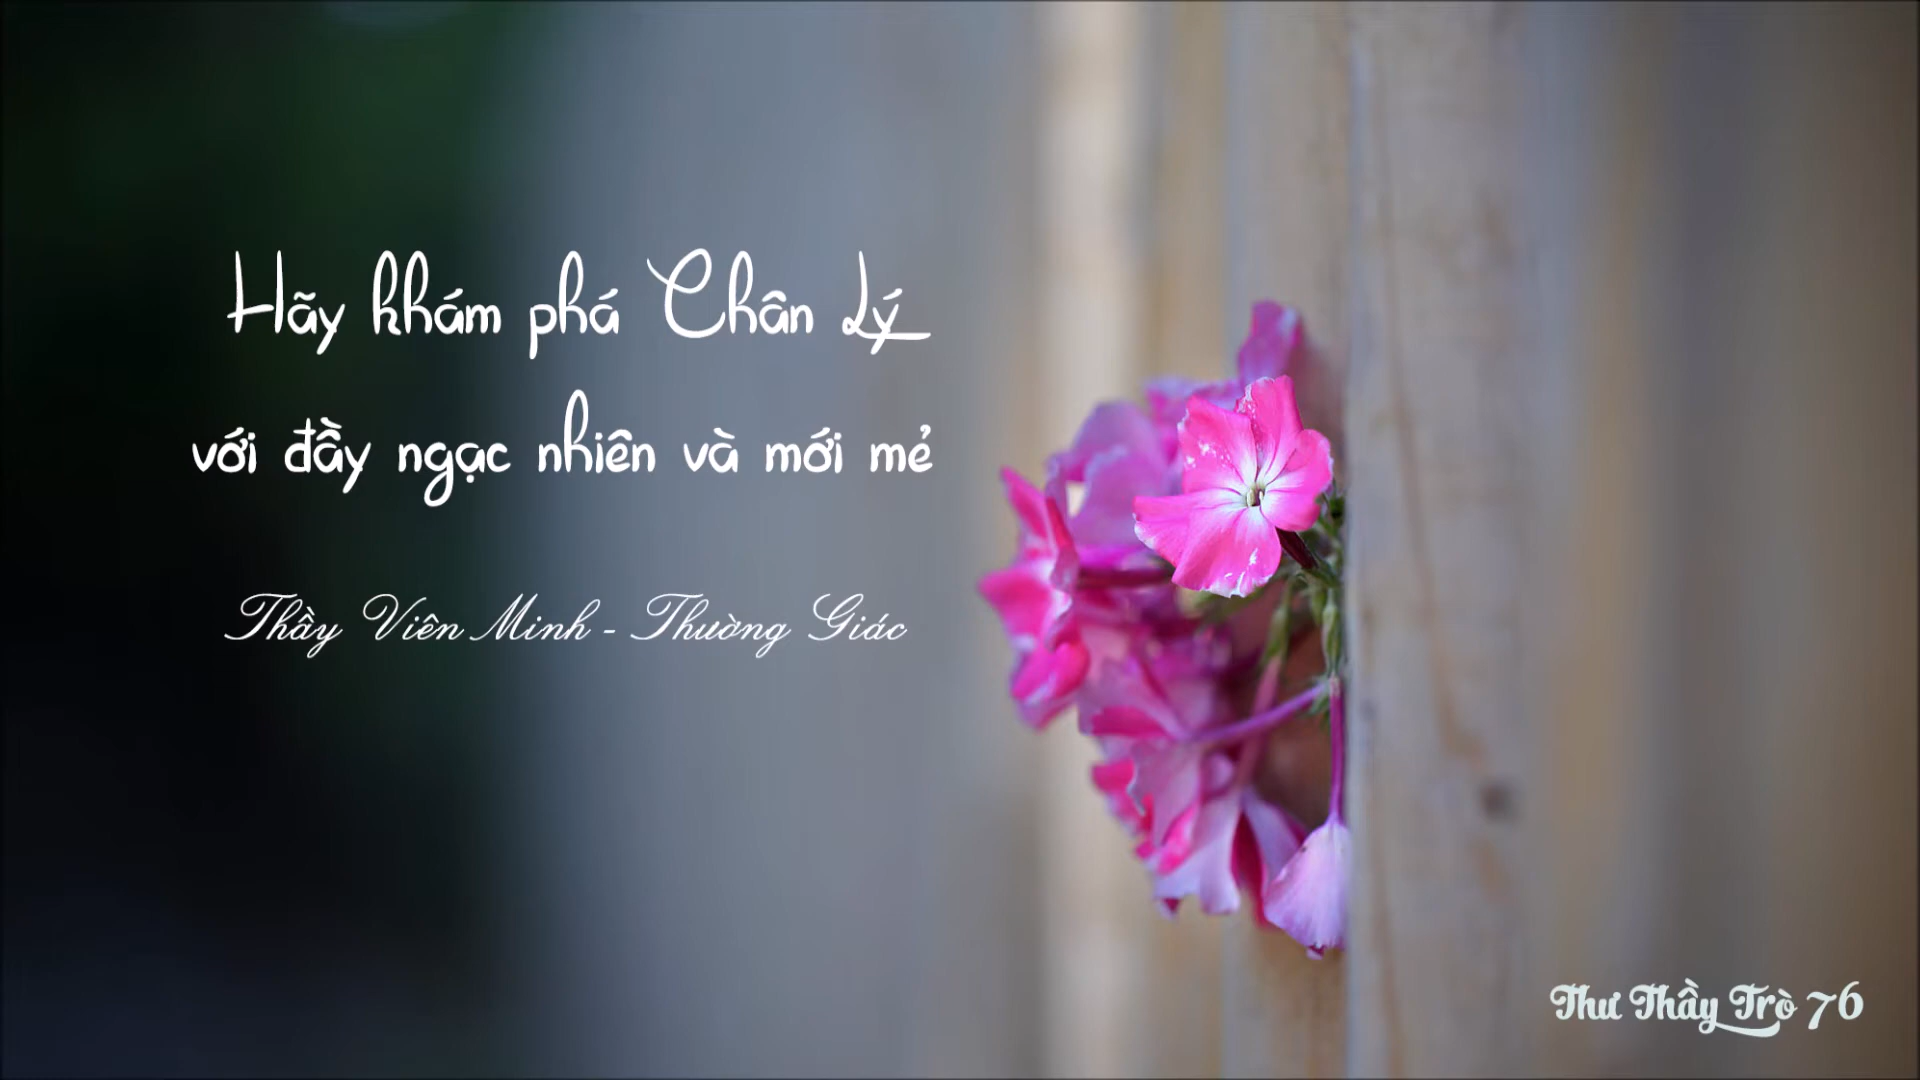 Hãy khám phá Chân Lý
với đầy ngạc nhiên và mới mẻ
Thầy Viên Minh - Thường Giác
Thư Thầy Trò 76